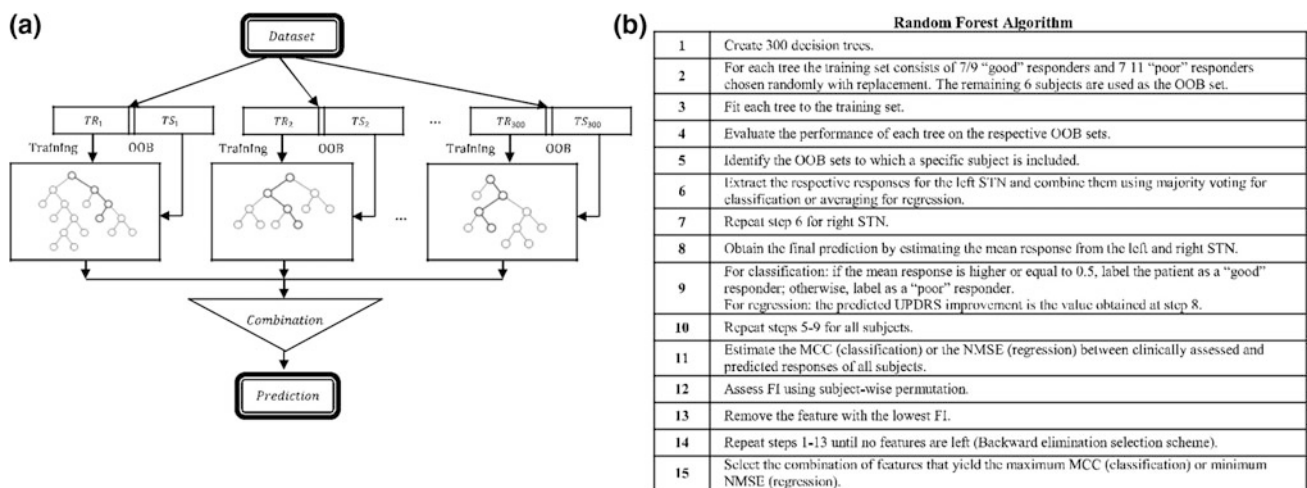 (a)
Dataset
TR1 TS1 TR2 TS2 ... TR300 TS300
Training OOB Training OOB Training OOB
...
Combination
Prediction
(b)
Random Forest Algorithm
1 Create 300 decision trees.
2 For each tree the training set consists of 7/9 “good” responders and 7 11 “poor” responders
chosen randomly with replacement. The remaining 6 subjects are used as the OOB set.
3 Fit each tree to the training set.
4 Evaluate the performance of each tree on the respective OOB sets.
5 Identify the OOB sets to which a specific subject is included.
6 Extract the respective responses for the left STN and combine them using majority voting for
classification or averaging for regression.
7 Repeat step 6 for right STN.
8 Obtain the final prediction by estimating the mean response from the left and right STN.
9 For classification: if the mean response is higher or equal to 0.5, label the patient as a “good”
responder; otherwise, label as a “poor” responder.
For regression: the predicted UPDRS improvement is the value obtained at step 8.
10 Repeat steps 5-9 for all subjects.
11 Estimate the MCC (classification) or the NMSE (regression) between clinically assessed and
predicted responses of all subjects.
12 Assess FI using subject-wise permutation.
13 Remove the feature with the lowest FI.
14 Repeat steps 1-13 until no features are left (Backward elimination selection scheme).
15 Select the combination of features that yield the maximum MCC (classification) or minimum
NMSE (regression).